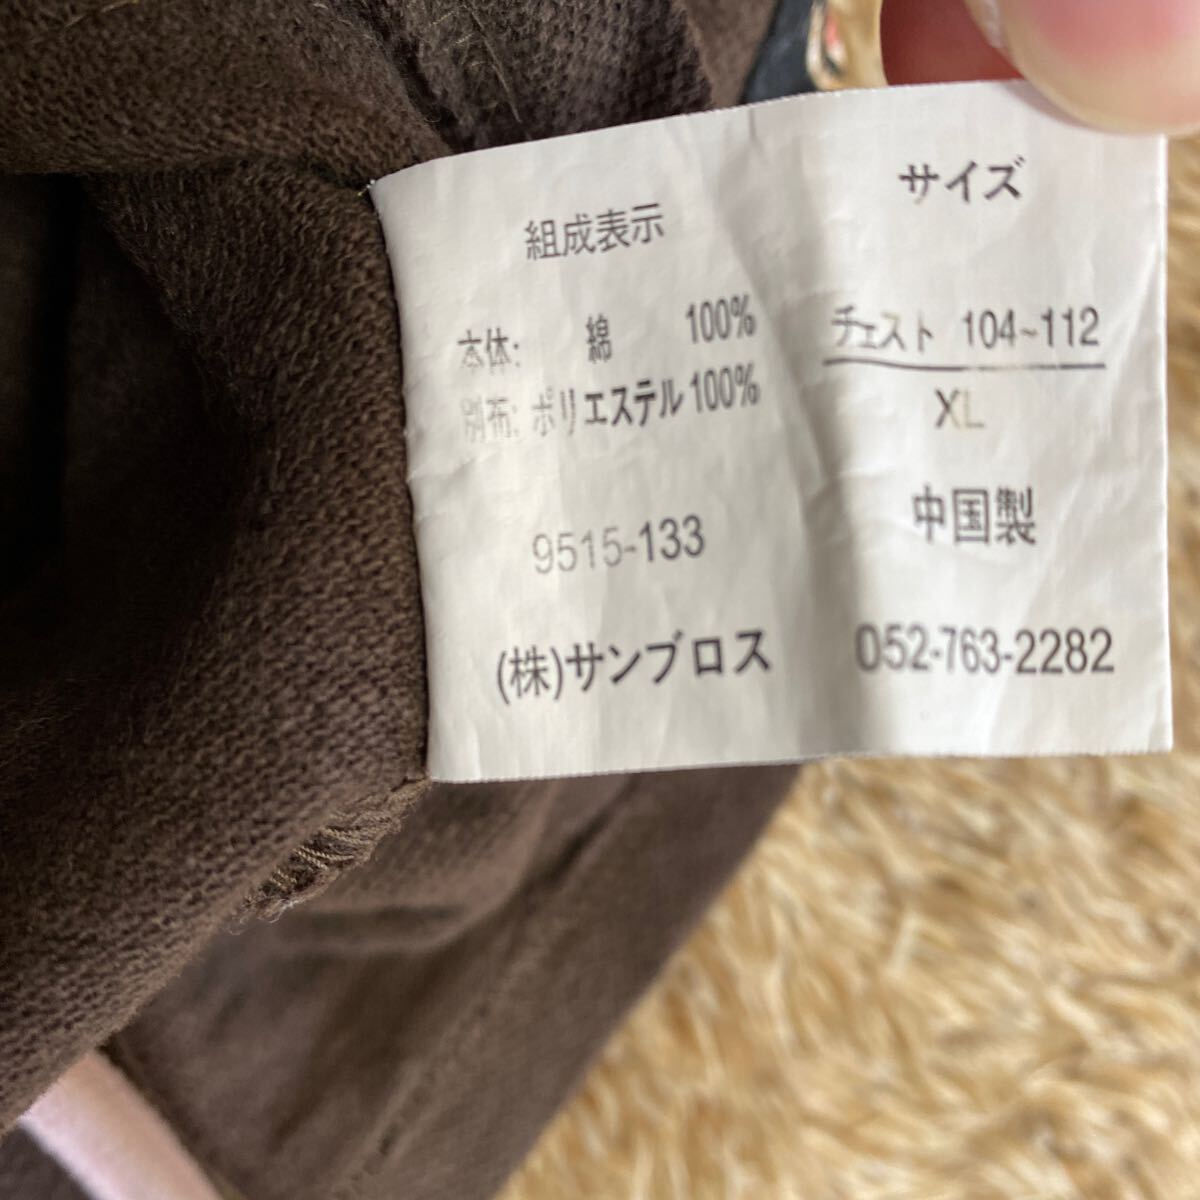 組成表示
本体: 綿 100%
別布: ポリエステル 100%
9515-133
(株)サンブロス
サイズ
チェスト 104~112
XL
中国製
052-763-2282